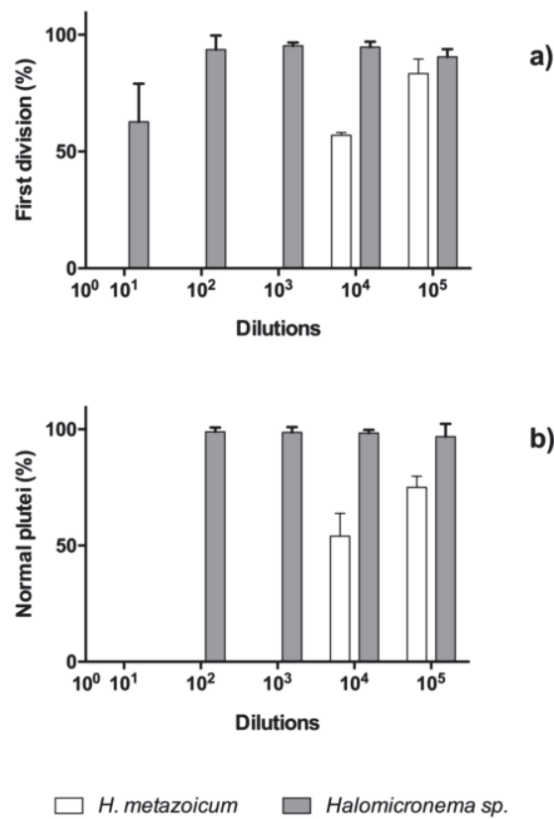 a)
First division (%)
100
50
0
10⁰ 10¹ 10² 10³ 10⁴ 10⁵
Dilutions
b)
Normal plutei (%)
100
50
0
10⁰ 10¹ 10² 10³ 10⁴ 10⁵
Dilutions
H. metazoicum Halomicronema sp.